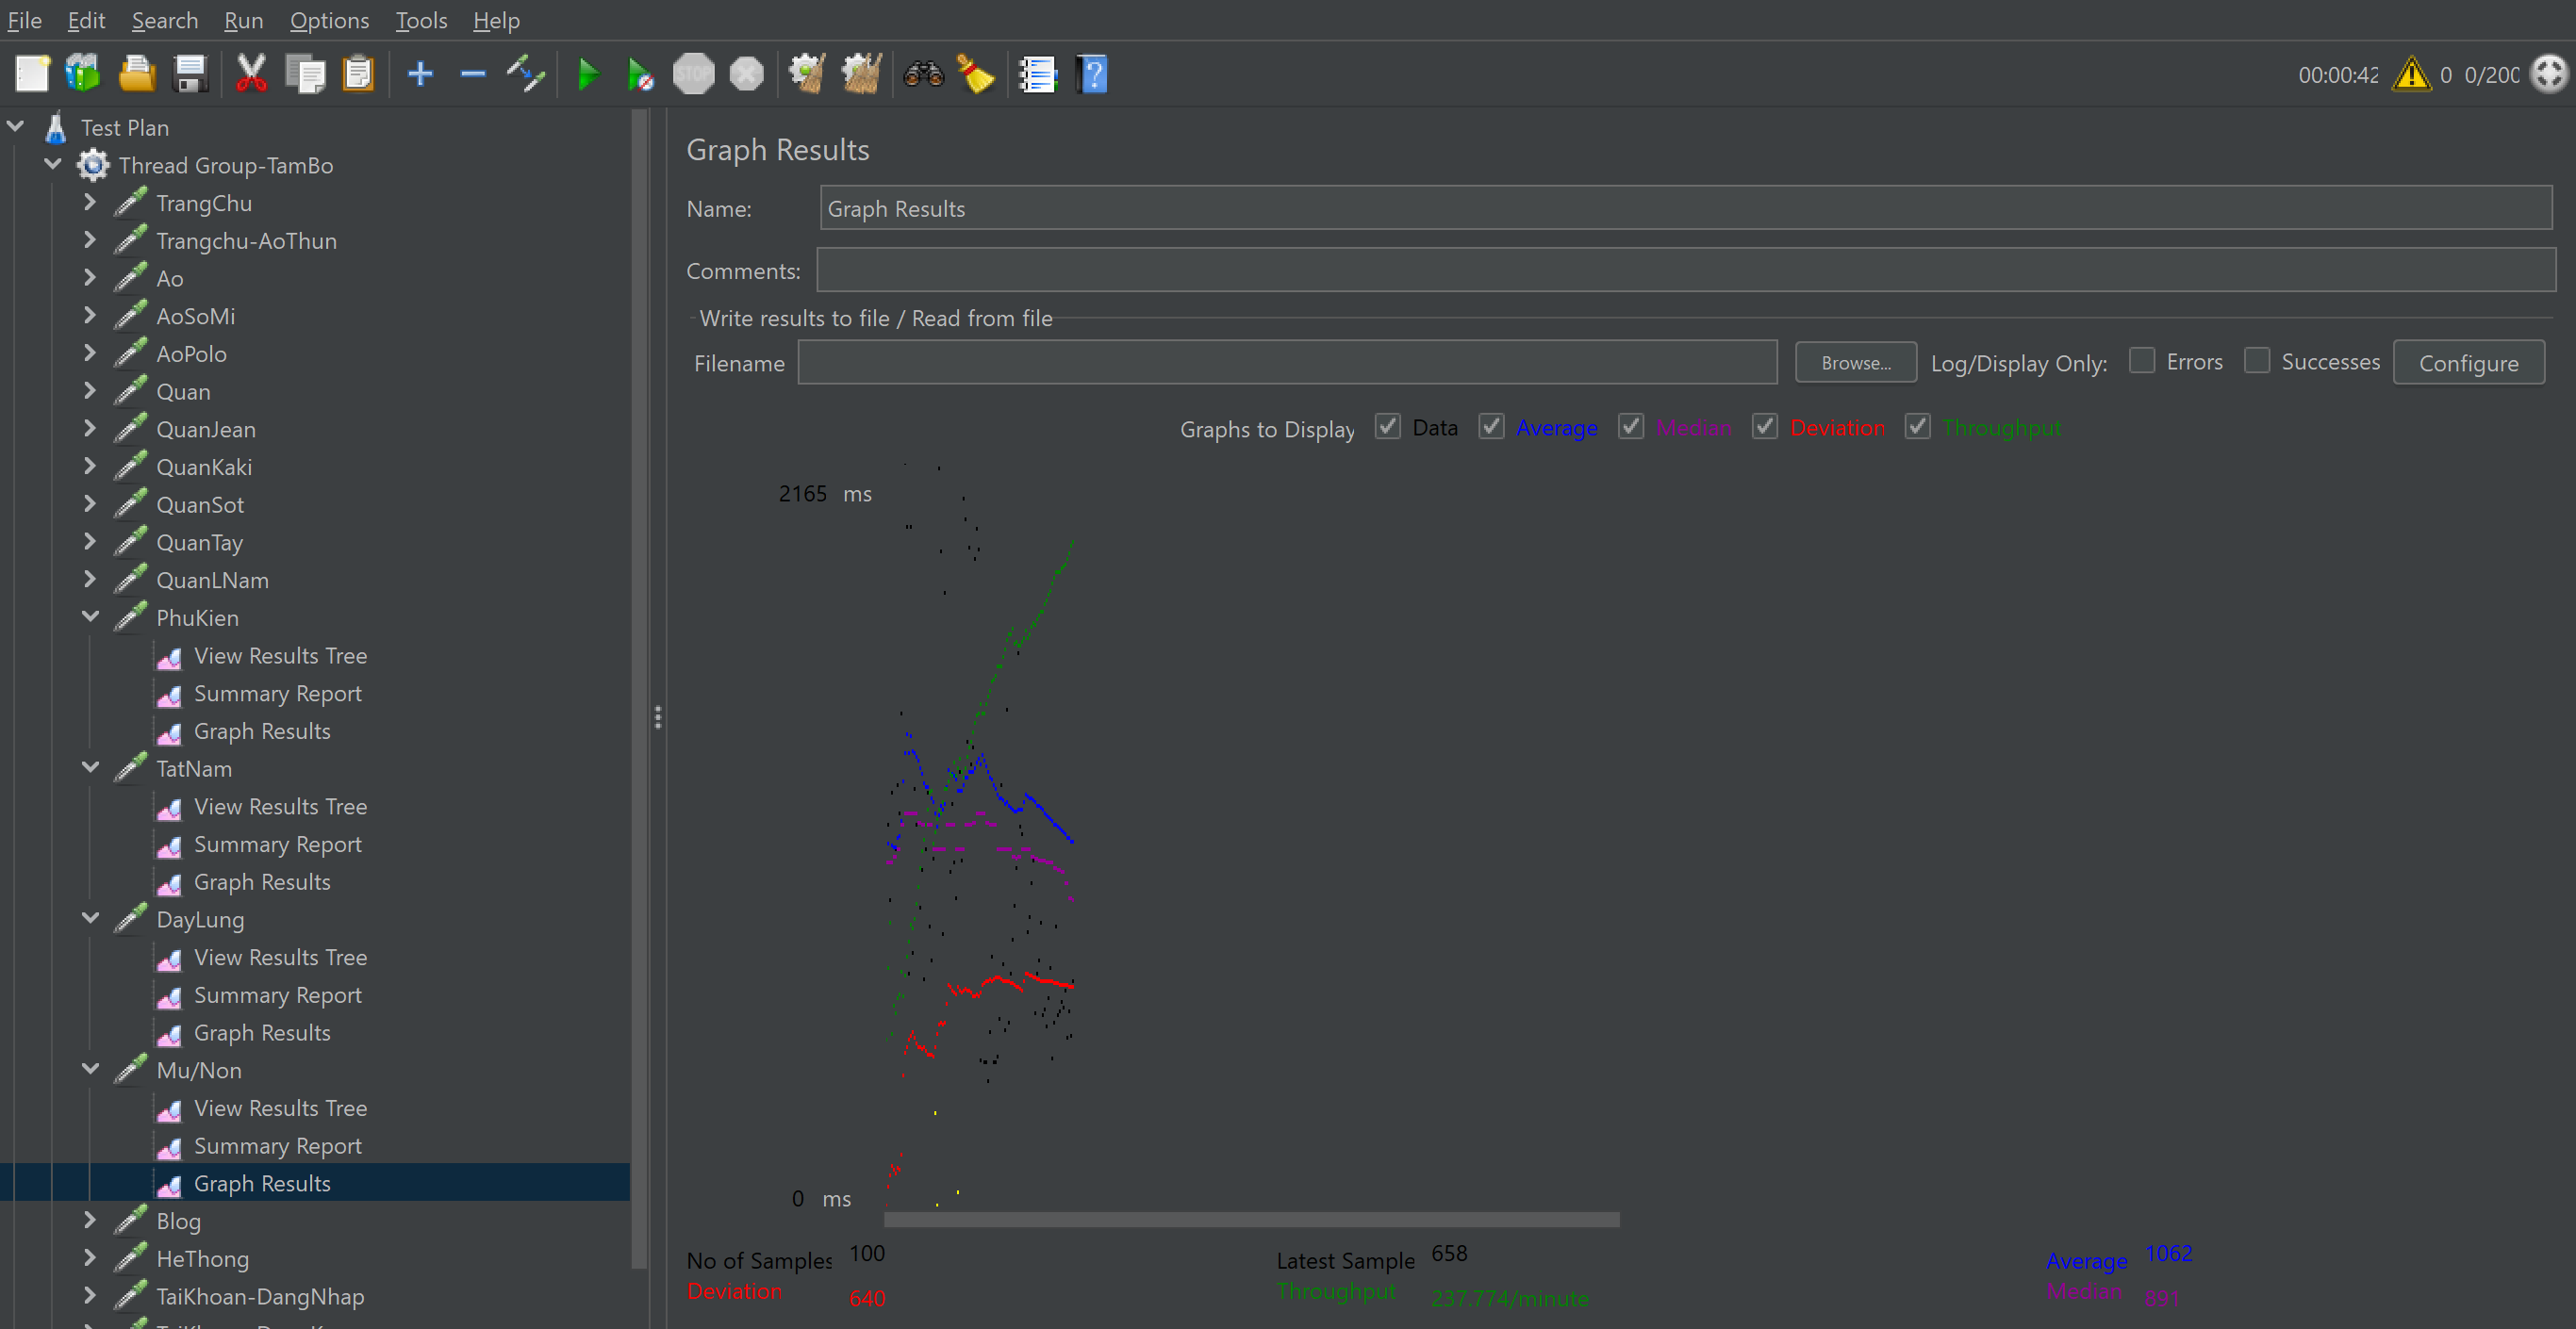 File Edit Search Run Options Tools Help
STOP
00:00:42 0 0/200
Test Plan
Thread Group-TamBo
TrangChu
Trangchu-AoThun
Ao
AoSoMi
AoPolo
Quan
QuanJean
QuanKaki
QuanSot
QuanTay
QuanLNam
PhuKien
View Results Tree
Summary Report
Graph Results
TatNam
View Results Tree
Summary Report
Graph Results
DayLung
View Results Tree
Summary Report
Graph Results
Mu/Non
View Results Tree
Summary Report
Graph Results
Blog
HeThong
TaiKhoan-DangNhap
Graph Results
Name: Graph Results
Comments:
Write results to file / Read from file
Filename Browse... Log/Display Only: Errors Successes Configure
Graphs to Display Data Average Median Deviation Throughput
2165 ms
0 ms
No of Samples 100 Latest Sample 658 Average 1062
Deviation 640 Throughput 237.774/minute Median 891